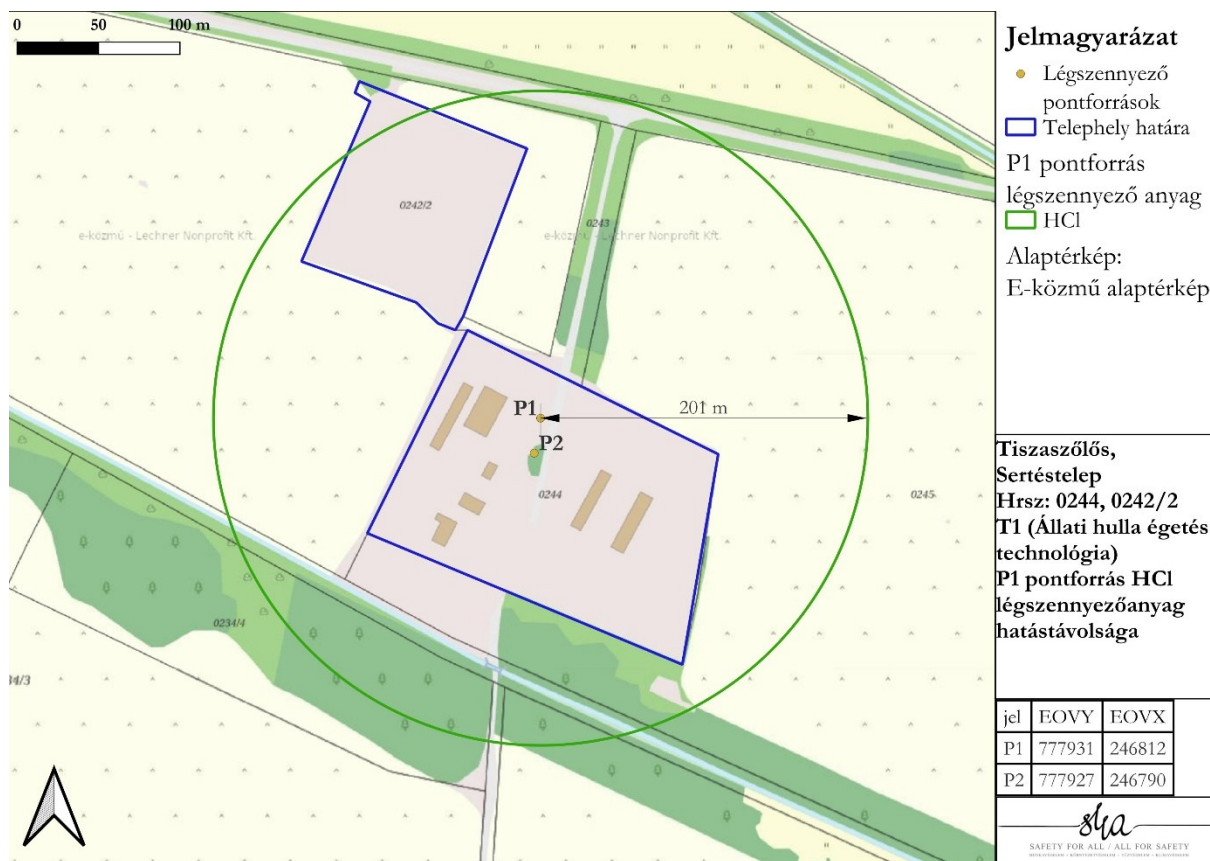 0 50 100 m
0242/2
0243
e-közmű - Lechner Nonprofit Kft.
e-közmű - Lechner Nonprofit Kft.
P1
201 m
P2
0244
0245
0234/4
34/3
Jelmagyarázat
Légszennyező
pontforrások
Telephely határa
P1 pontforrás
légszennyező anyag
HCl
Alaptérkép:
E-közmű alaptérkép
Tiszaszőlős,
Sertéstelep
Hrsz: 0244, 0242/2
T1 (Állati hulla égetés
technológia)
P1 pontforrás HCl
légszennyezőanyag
hatástávolsága
jel EOVY EOVX
P1 777931 246812
P2 777927 246790
SAFETY FOR ALL / ALL FOR SAFETY